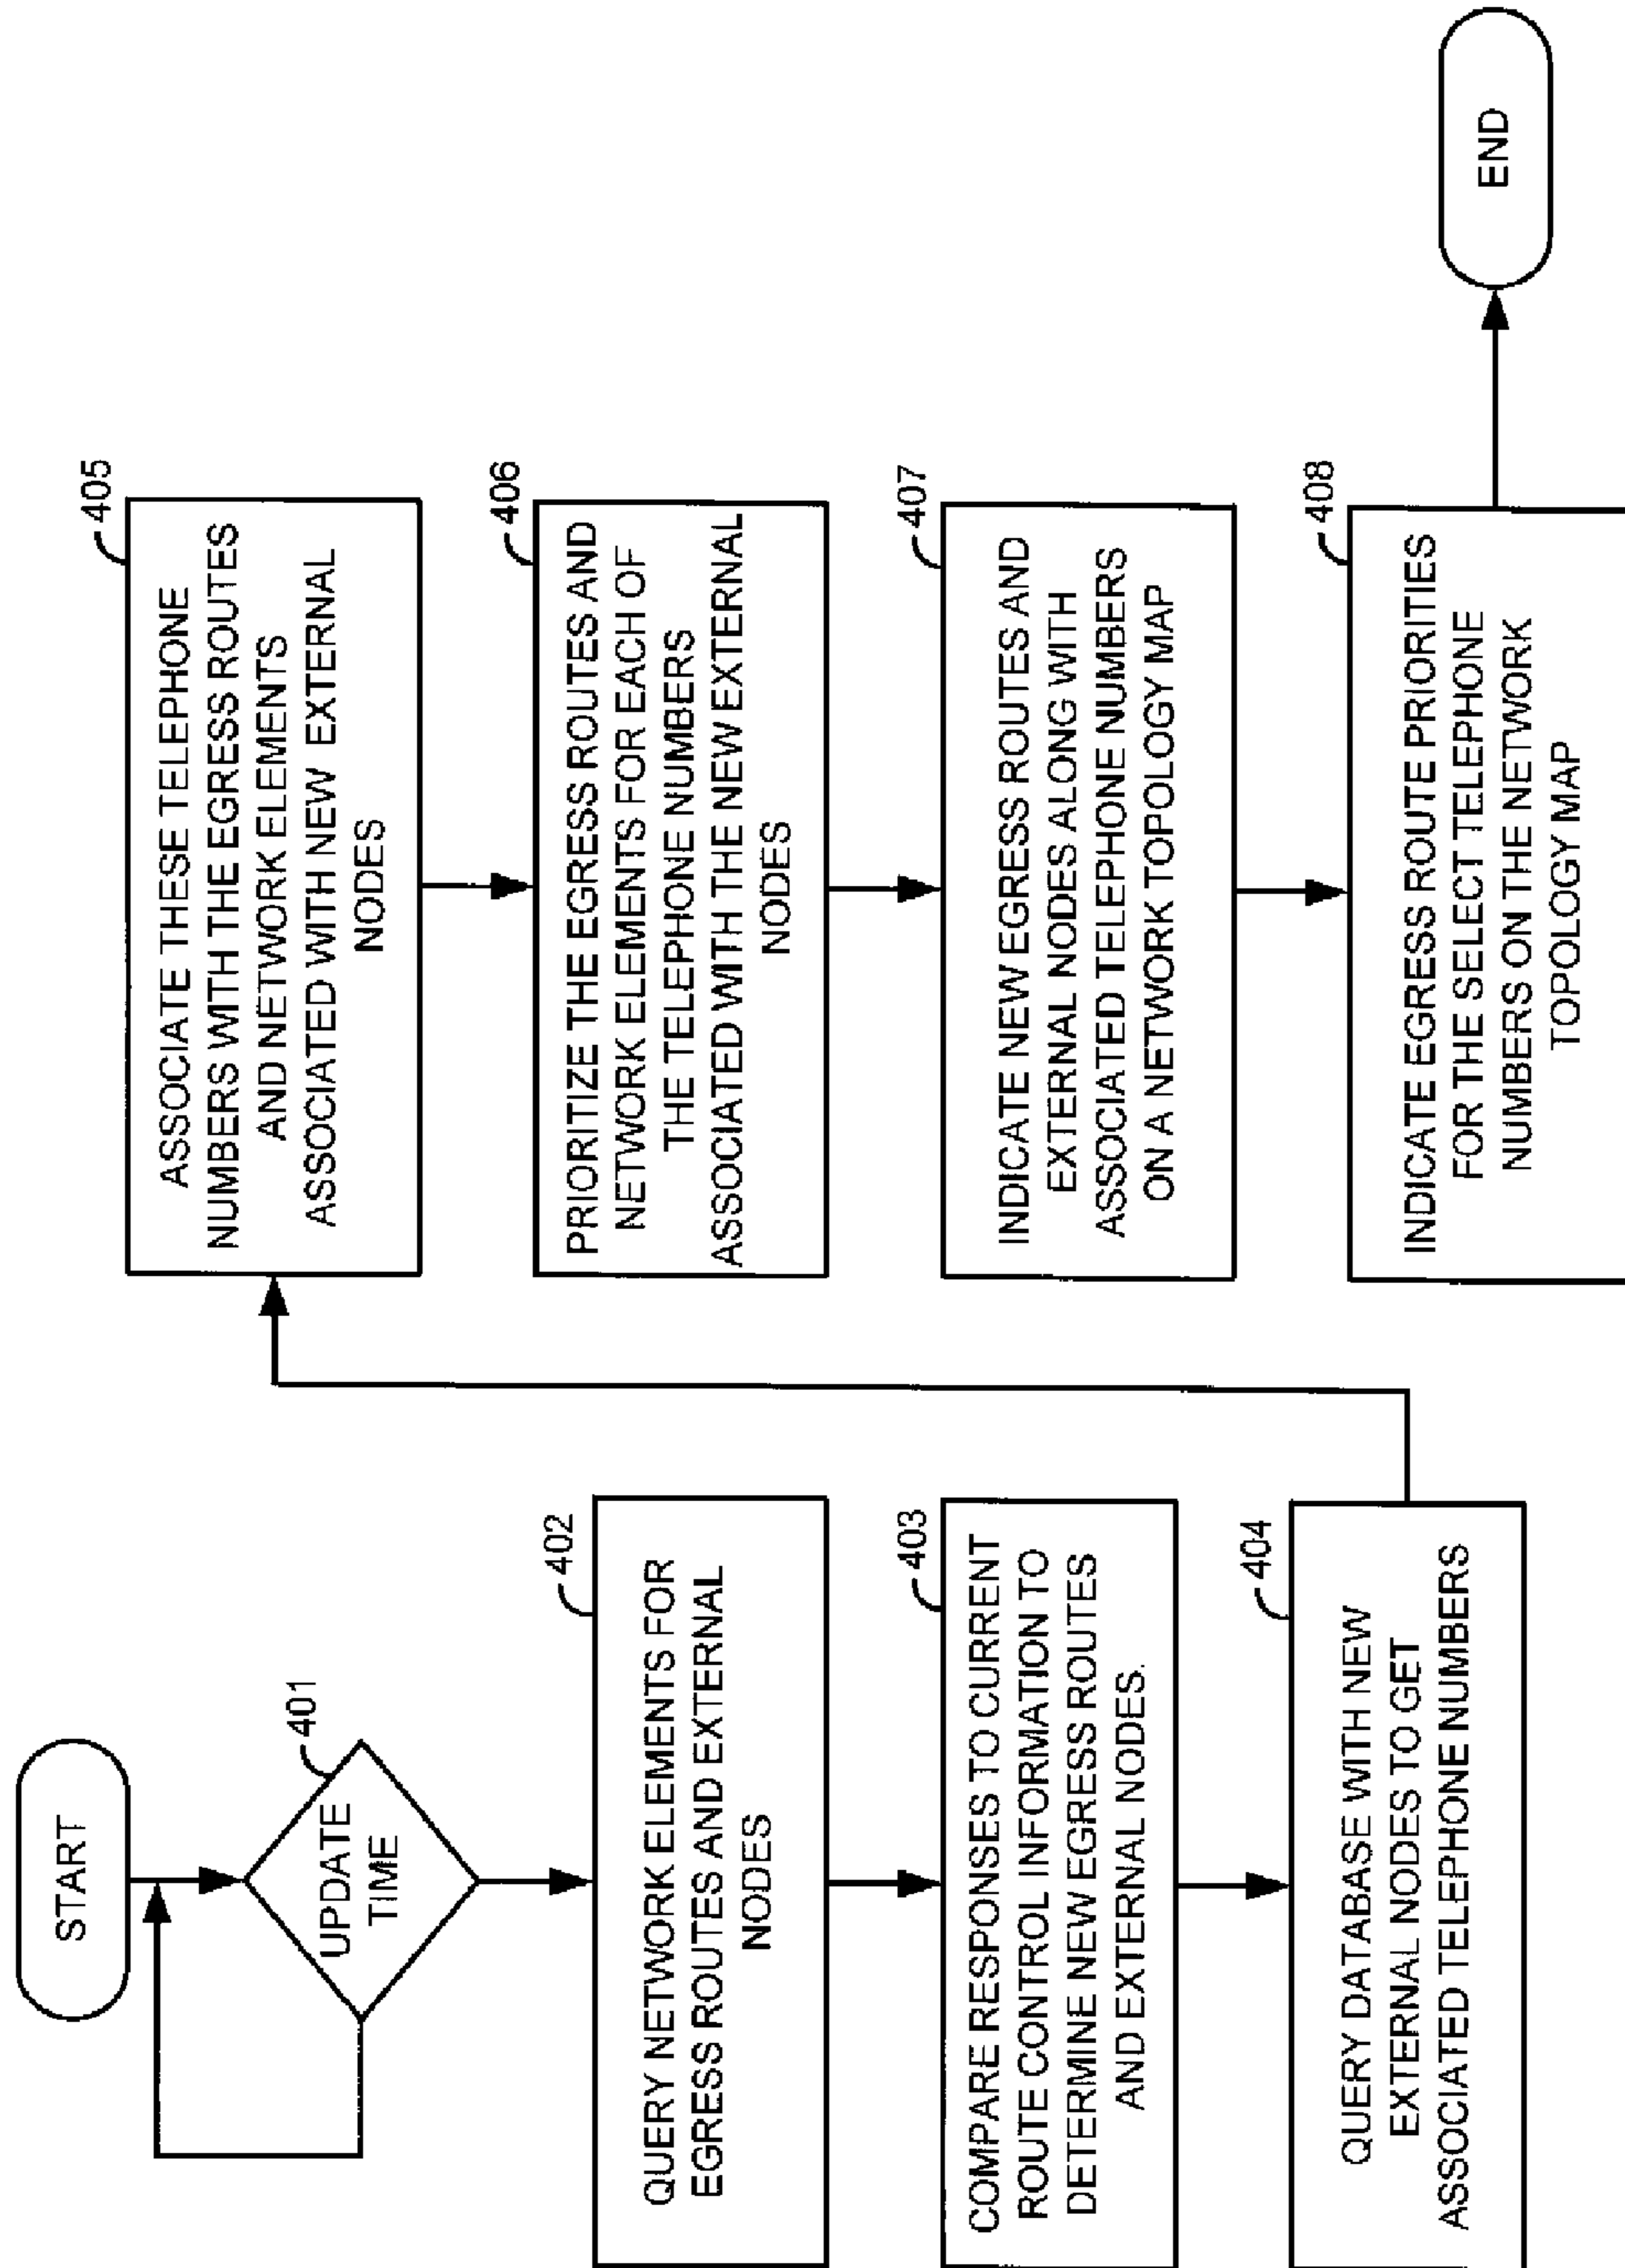 START
UPDATE
TIME
401
QUERY NETWORK ELEMENTS FOR
EGRESS ROUTES AND EXTERNAL
NODES
402
COMPARE RESPONSES TO CURRENT
ROUTE CONTROL INFORMATION TO
DETERMINE NEW EGRESS ROUTES
AND EXTERNAL NODES.
403
QUERY DATABASE WITH NEW
EXTERNAL NODES TO GET
ASSOCIATED TELEPHONE NUMBERS
404
ASSOCIATE THESE TELEPHONE
NUMBERS WITH THE EGRESS ROUTES
AND NETWORK ELEMENTS
ASSOCIATED WITH NEW EXTERNAL
NODES
405
PRIORITIZE THE EGRESS ROUTES AND
NETWORK ELEMENTS FOR EACH OF
THE TELEPHONE NUMBERS
ASSOCIATED WITH THE NEW EXTERNAL
NODES
406
INDICATE NEW EGRESS ROUTES AND
EXTERNAL NODES ALONG WITH
ASSOCIATED TELEPHONE NUMBERS
ON A NETWORK TOPOLOGY MAP
407
INDICATE EGRESS ROUTE PRIORITIES
FOR THE SELECT TELEPHONE
NUMBERS ON THE NETWORK
TOPOLOGY MAP
408
END